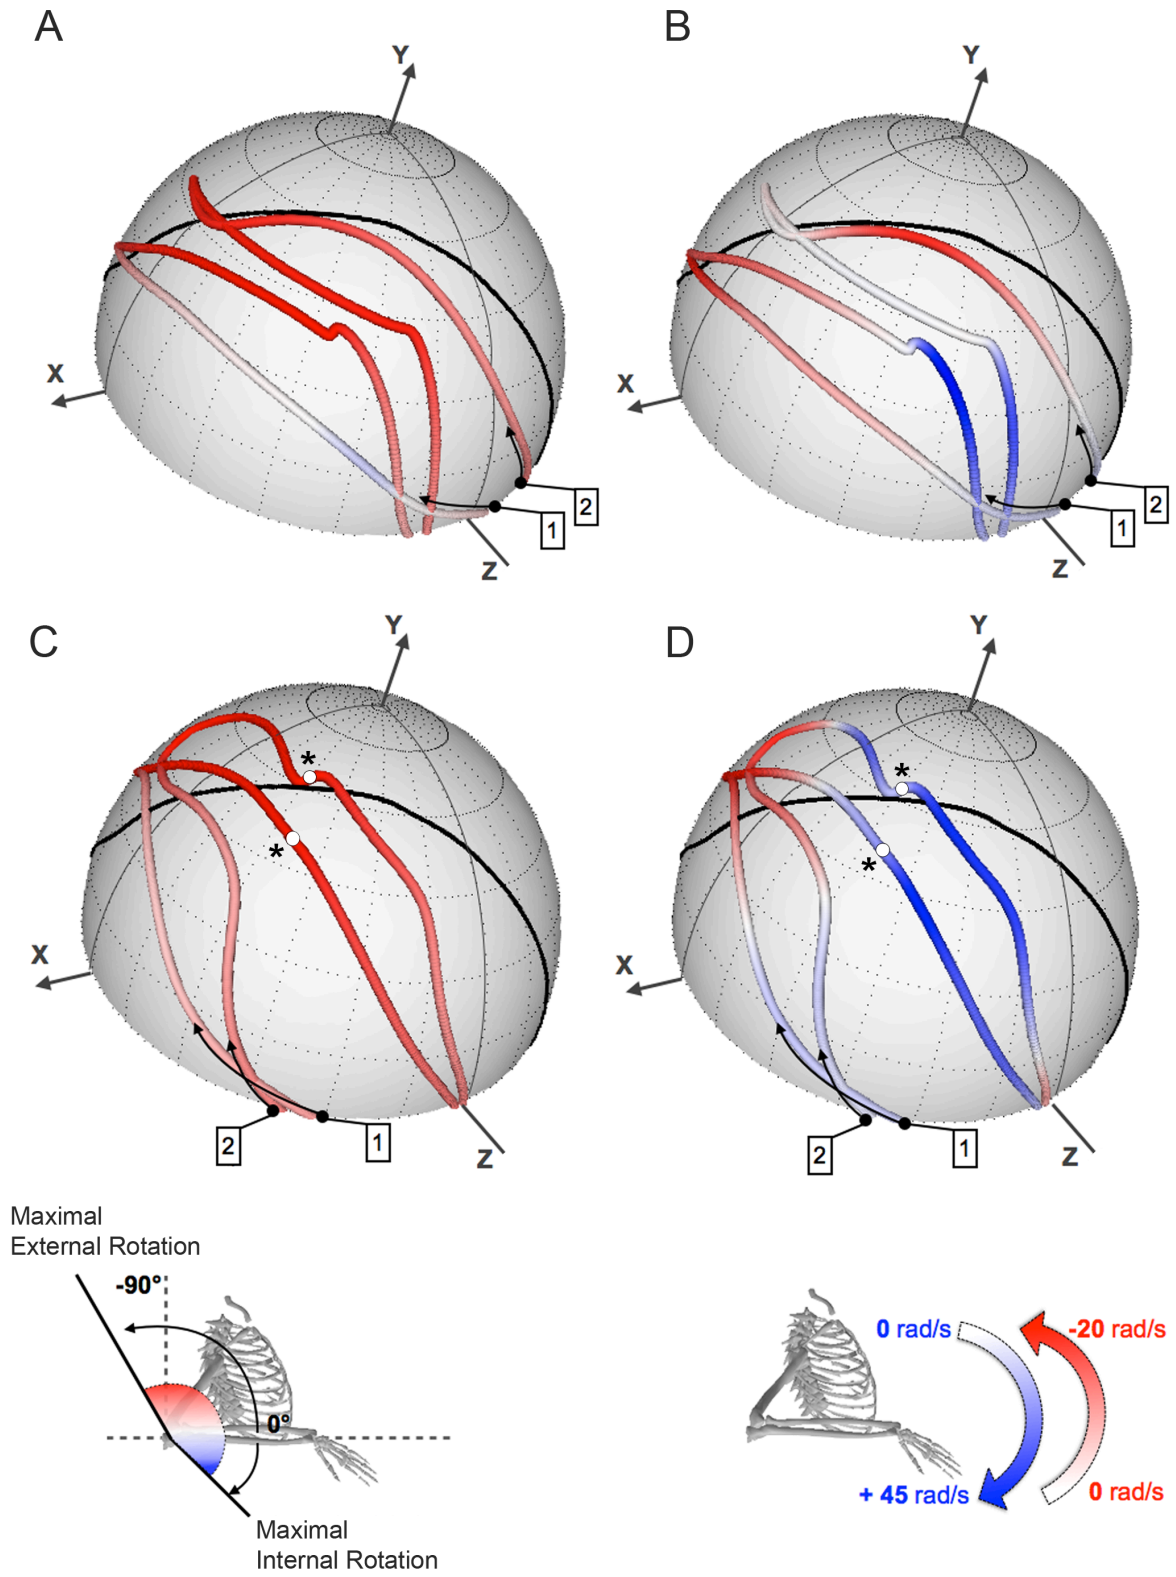 A
B
Y
Y
X
X
2
2
1
1
Z
Z
C
D
Y
Y
*
*
*
*
X
X
2
1
2
1
Z
Z
Maximal
External Rotation
-90°
0°
Maximal
Internal Rotation
0 rad/s
-20 rad/s
+ 45 rad/s
0 rad/s